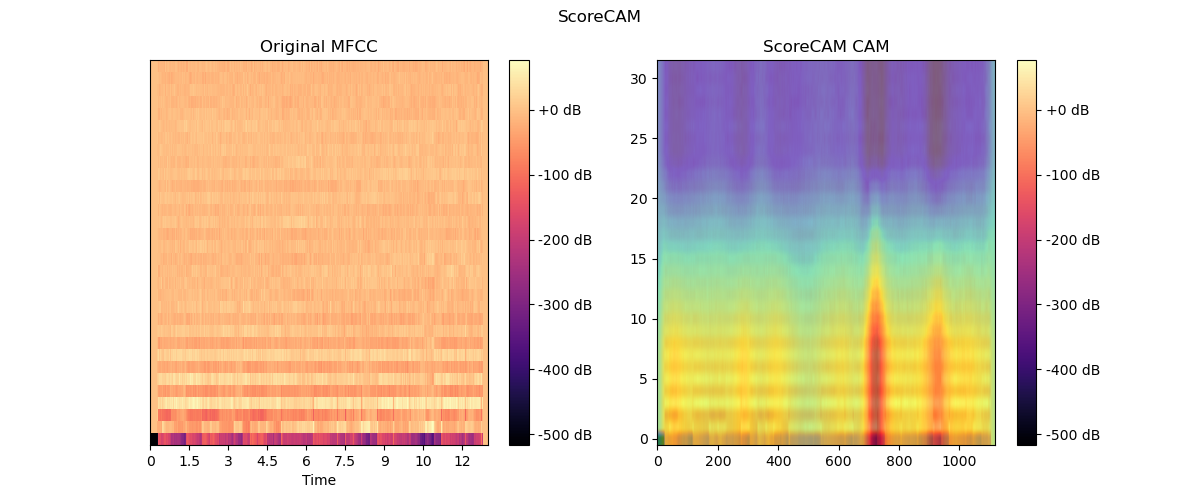 ScoreCAM
Original MFCC
ScoreCAM CAM
+0 dB
-100 dB
-200 dB
-300 dB
-400 dB
-500 dB
0 1.5 3 4.5 6 7.5 9 10 12
Time
30
25
20
15
10
5
0
0 200 400 600 800 1000
+0 dB
-100 dB
-200 dB
-300 dB
-400 dB
-500 dB